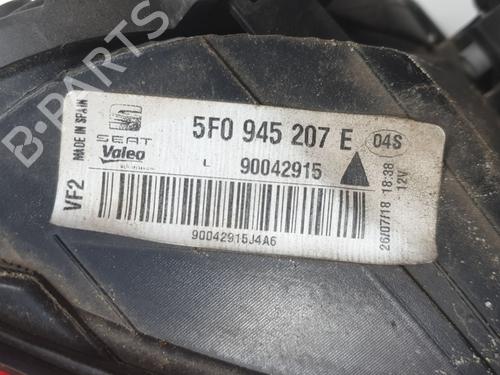 B-PARTS
MADE IN SPAIN
VF2
SEAT
Valeo
5F0 945 207 E
04S
L 90042915
90042915J4A6
26/07/18 18:38
12V